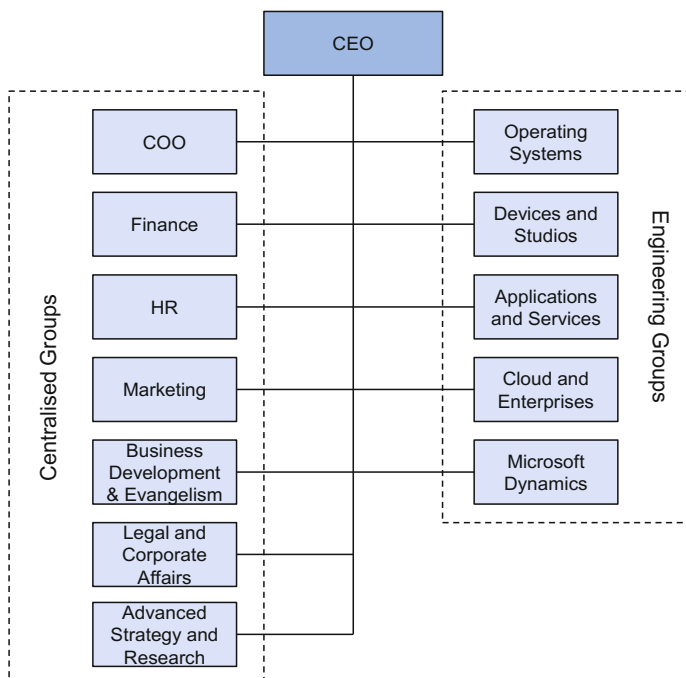 CEO
Centralised Groups
COO
Finance
HR
Marketing
Business
Development
& Evangelism
Legal and
Corporate
Affairs
Advanced
Strategy and
Research
Operating
Systems
Devices and
Studios
Applications
and Services
Cloud and
Enterprises
Microsoft
Dynamics
Engineering Groups